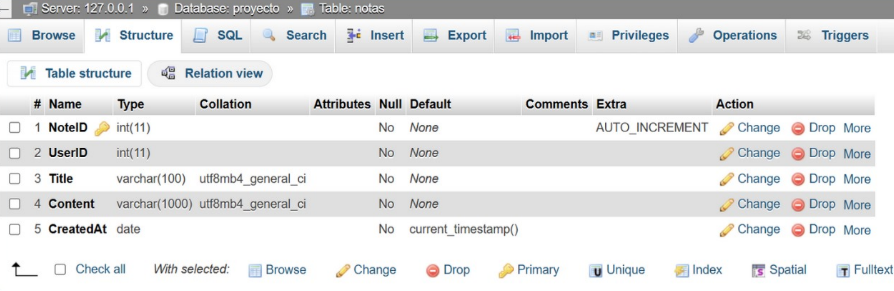 Server: 127.0.0.1 » Database: proyecto » Table: notas
Browse Structure SQL Search Insert Export Import Privileges Operations Triggers
Table structure Relation view
# Name Type Collation Attributes Null Default Comments Extra Action
1 NoteID int(11) No None AUTO_INCREMENT Change Drop More
2 UserID int(11) No None Change Drop More
3 Title varchar(100) utf8mb4_general_ci No None Change Drop More
4 Content varchar(1000) utf8mb4_general_ci No None Change Drop More
5 CreatedAt date No current_timestamp() Change Drop More
Check all With selected: Browse Change Drop Primary Unique Index Spatial Fulltext